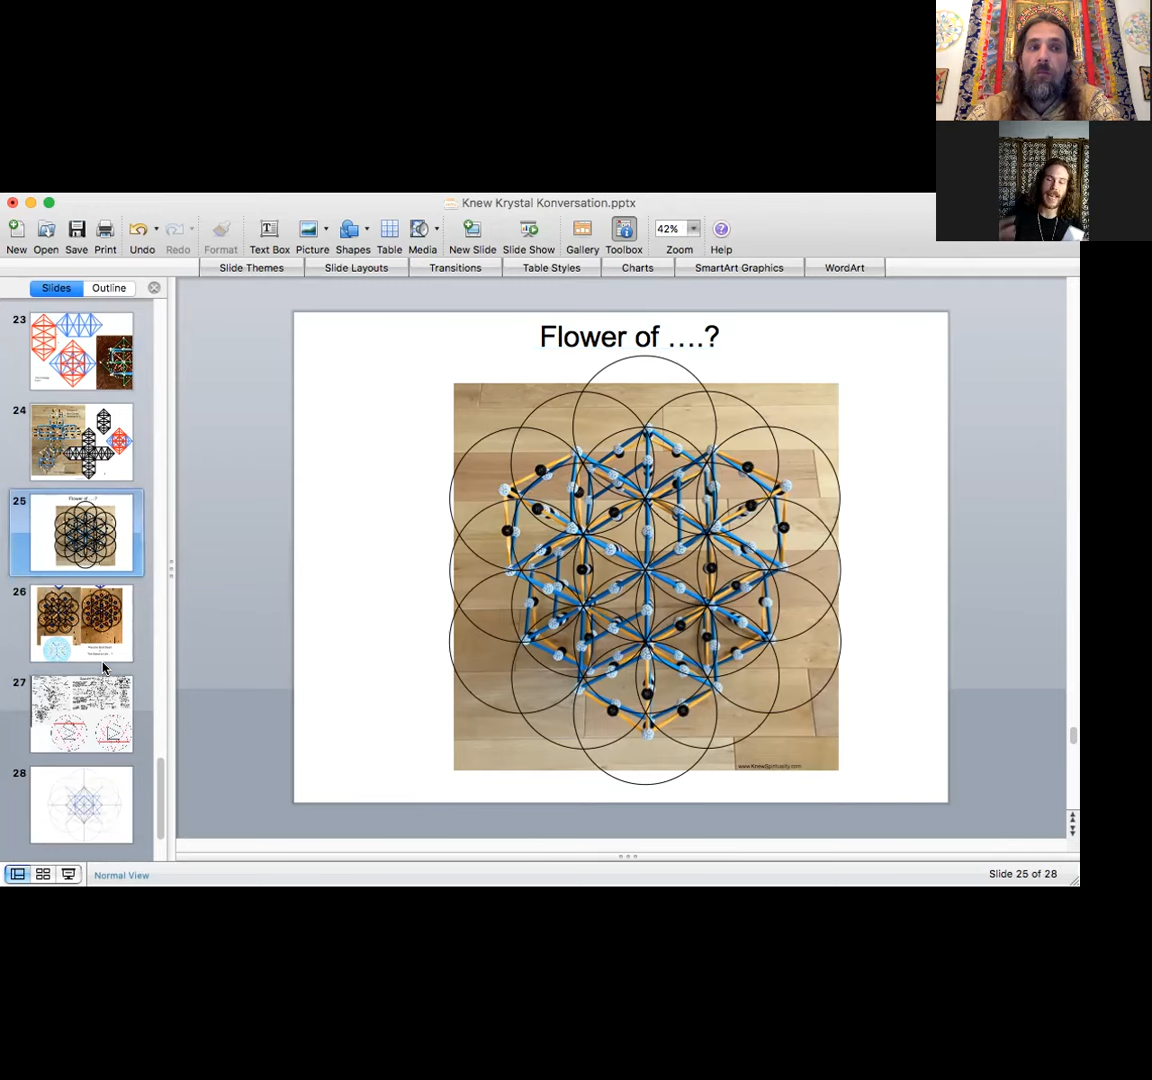 Knew Krystal Konversation.pptx
New Open Save Print Undo Redo Format Text Box Picture Shapes Table Media New Slide Slide Show Gallery Toolbox 42% Zoom Help
Slide Themes Slide Layouts Transitions Table Styles Charts SmartArt Graphics WordArt
Slides Outline
23
24
25
26
27
28
Flower of ....?
www.KnewSpirituality.com
Normal View
Slide 25 of 28